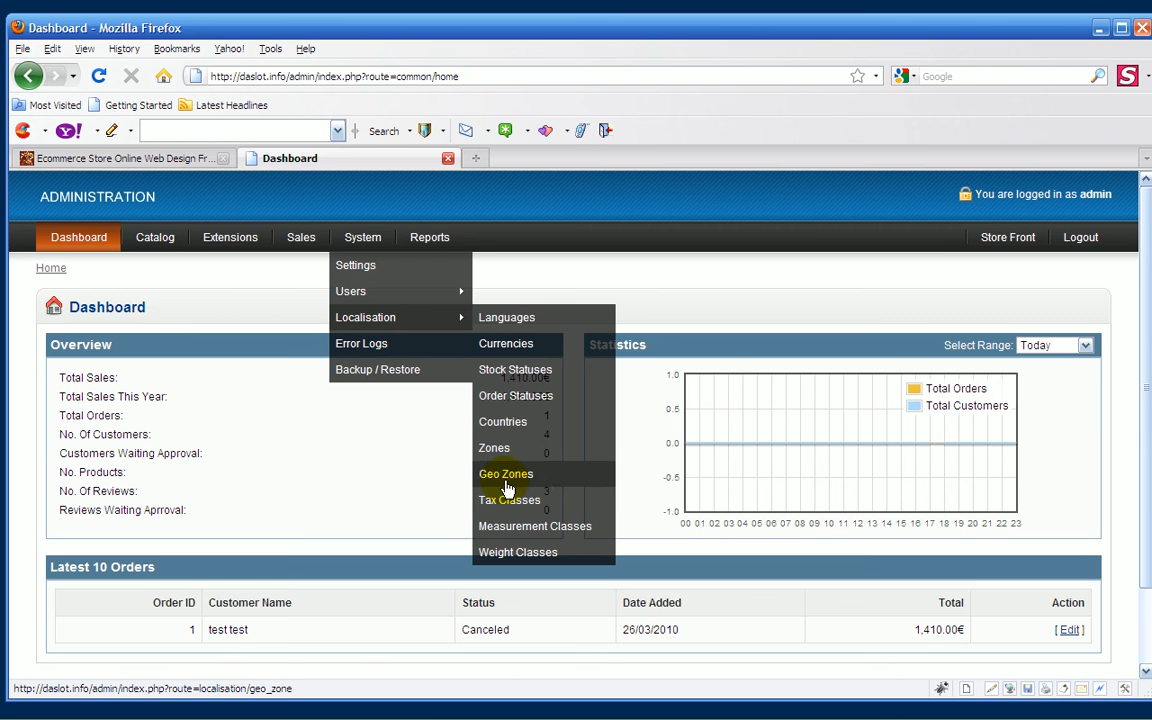 Dashboard - Mozilla Firefox
File Edit View History Bookmarks Yahoo! Tools Help
http://daslot.info/admin/index.php?route=common/home
Google
S
Most Visited Getting Started Latest Headlines
Y! Search
Ecommerce Store Online Web Design Fr... Dashboard
ADMINISTRATION
You are logged in as admin
Dashboard Catalog Extensions Sales System Reports Store Front Logout
Home
Settings
Users
Localisation
Error Logs
Backup / Restore
Languages
Currencies
Stock Statuses
Order Statuses
Countries
Zones
Geo Zones
Tax Classes
Measurement Classes
Weight Classes
Dashboard
Overview
Total Sales: 1,410.00€
Total Sales This Year:
Total Orders: 1
No. Of Customers: 4
Customers Waiting Approval: 0
No. Products:
No. Of Reviews: 3
Reviews Waiting Approval: 0
Statistics
Select Range: Today
Total Orders
Total Customers
1.0
0.5
0.0
-0.5
-1.0
00 01 02 03 04 05 06 07 08 09 10 11 12 13 14 15 16 17 18 19 20 21 22 23
Latest 10 Orders
Order ID Customer Name Status Date Added Total Action
1 test test Canceled 26/03/2010 1,410.00€ [ Edit ]
http://daslot.info/admin/index.php?route=localisation/geo_zone